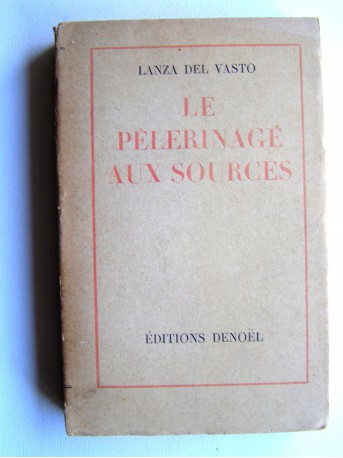 LANZA DEL VASTO
LE
PÈLERINAGE
AUX SOURCES
ÉDITIONS DENOËL